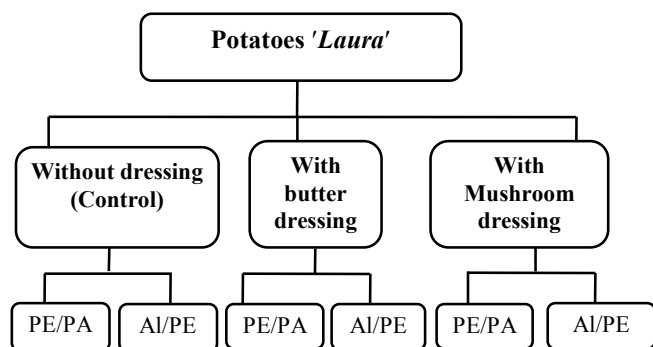 Potatoes 'Laura'
Without dressing
(Control)
With
butter
dressing
With
Mushroom
dressing
PE/PA
Al/PE
PE/PA
Al/PE
PE/PA
Al/PE